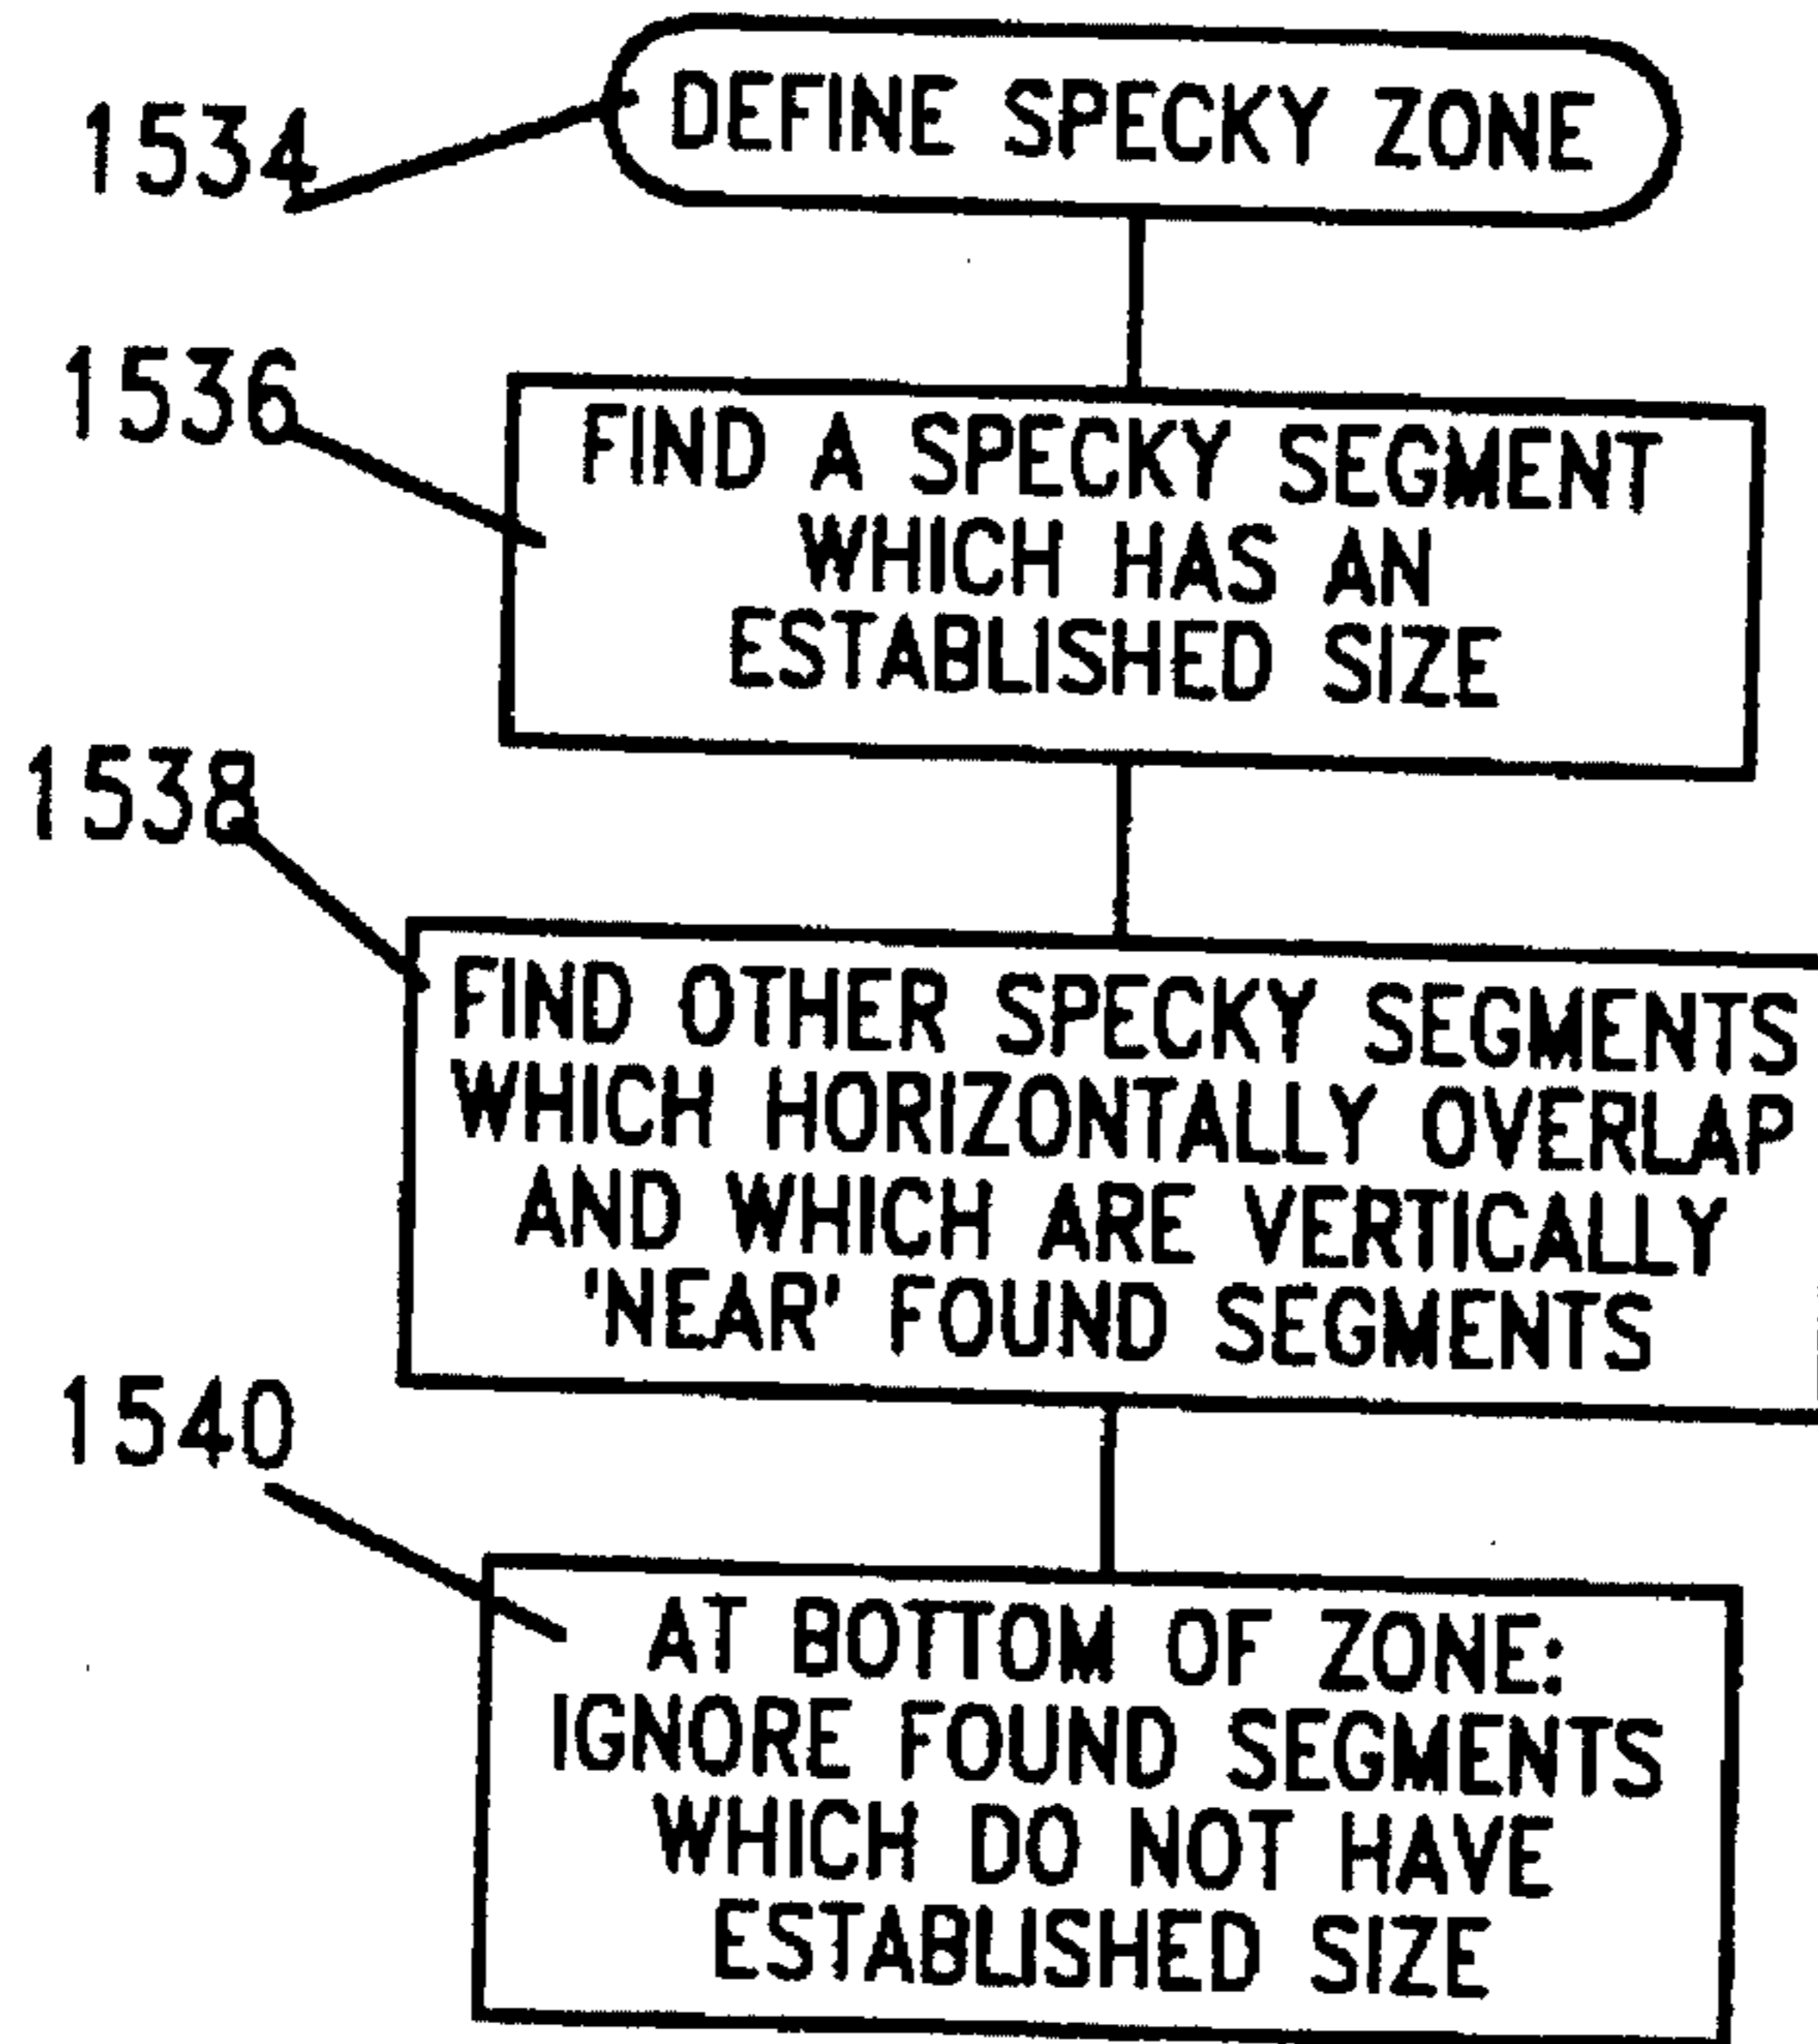 1534
DEFINE SPECKY ZONE
1536
FIND A SPECKY SEGMENT
WHICH HAS AN
ESTABLISHED SIZE
1538
FIND OTHER SPECKY SEGMENTS
WHICH HORIZONTALLY OVERLAP
AND WHICH ARE VERTICALLY
'NEAR' FOUND SEGMENTS
1540
AT BOTTOM OF ZONE:
IGNORE FOUND SEGMENTS
WHICH DO NOT HAVE
ESTABLISHED SIZE